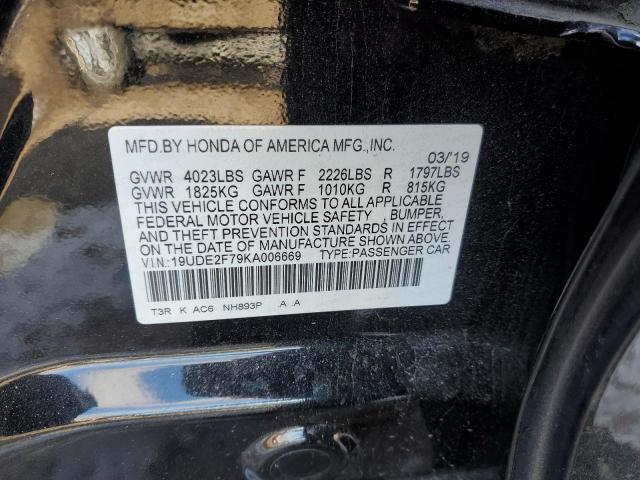 MFD.BY HONDA OF AMERICA MFG.,INC. 03/'19
GVWR 4023LBS GAWR F 2226LBS R 1797LBS
GVWR 1825KG GAWR F 1010KG R 815KG
THIS VEHICLE CONFORMS TO ALL APPLICABLE
FEDERAL MOTOR VEHICLE SAFETY , BUMPER,
AND THEFT PREVENTION STANDARDS IN EFFECT
ON THE DATE OF MANUFACTURE SHOWN ABOVE.
V.I.N.:19UDE2F79KA006669 TYPE:PASSENGER CAR
T3R K AC6 NH893P .A .A